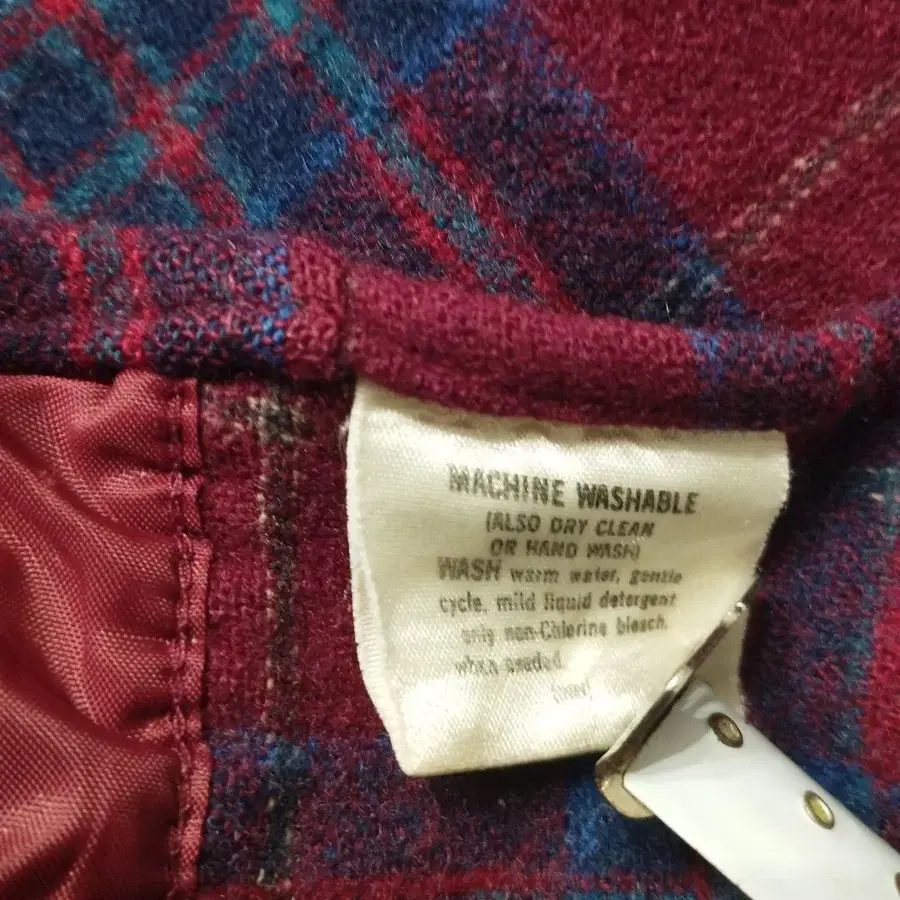 MACHINE WASHABLE
(ALSO DRY CLEAN
OR HAND WASH)
WASH warm water, gentle
cycle, mild liquid detergent
only non-Chlorine bleach.
when needed.
(over)